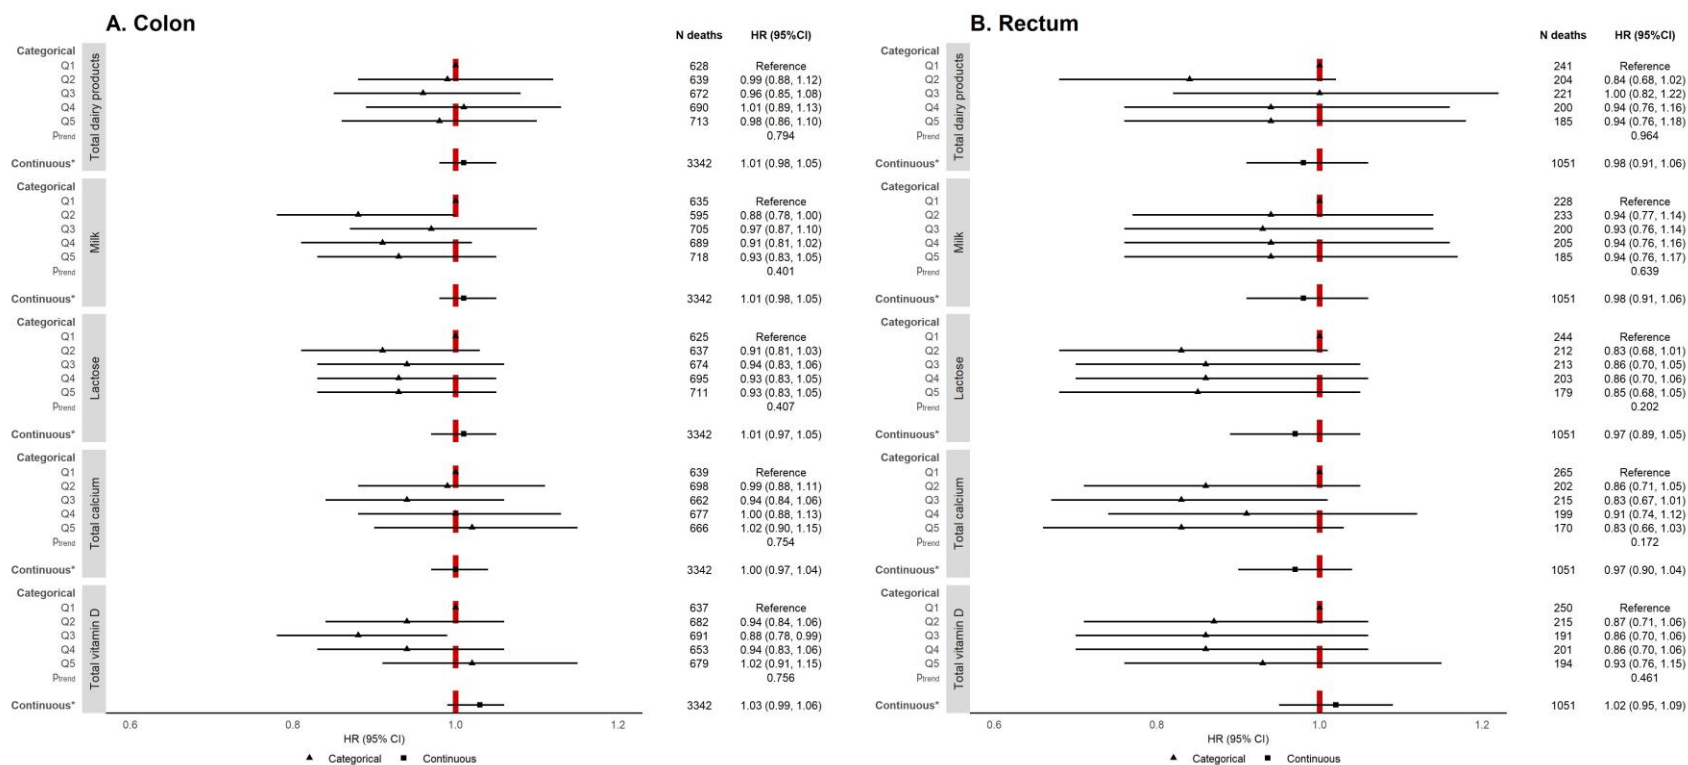 A. Colon
N deaths HR (95%CI)
Total dairy products
Categorical
Q1 628 Reference
Q2 639 0.99 (0.88, 1.12)
Q3 672 0.96 (0.85, 1.08)
Q4 690 1.01 (0.89, 1.13)
Q5 713 0.98 (0.86, 1.10)
Ptrend 0.794
Continuous* 3342 1.01 (0.98, 1.05)
Milk
Categorical
Q1 635 Reference
Q2 595 0.88 (0.78, 1.00)
Q3 705 0.97 (0.87, 1.10)
Q4 689 0.91 (0.81, 1.02)
Q5 718 0.93 (0.83, 1.05)
Ptrend 0.401
Continuous* 3342 1.01 (0.98, 1.05)
Lactose
Categorical
Q1 625 Reference
Q2 637 0.91 (0.81, 1.03)
Q3 674 0.94 (0.83, 1.06)
Q4 695 0.93 (0.83, 1.05)
Q5 711 0.93 (0.83, 1.05)
Ptrend 0.407
Continuous* 3342 1.01 (0.97, 1.05)
Total calcium
Categorical
Q1 639 Reference
Q2 698 0.99 (0.88, 1.11)
Q3 662 0.94 (0.84, 1.06)
Q4 677 1.00 (0.88, 1.13)
Q5 666 1.02 (0.90, 1.15)
Ptrend 0.754
Continuous* 3342 1.00 (0.97, 1.04)
Total vitamin D
Categorical
Q1 637 Reference
Q2 682 0.94 (0.84, 1.06)
Q3 691 0.88 (0.78, 0.99)
Q4 653 0.94 (0.83, 1.06)
Q5 679 1.02 (0.91, 1.15)
Ptrend 0.756
Continuous* 3342 1.03 (0.99, 1.06)
0.6 0.8 1.0 1.2
HR (95% CI)
Categorical Continuous
B. Rectum
N deaths HR (95%CI)
Total dairy products
Categorical
Q1 241 Reference
Q2 204 0.84 (0.68, 1.02)
Q3 221 1.00 (0.82, 1.22)
Q4 200 0.94 (0.76, 1.16)
Q5 185 0.94 (0.76, 1.18)
Ptrend 0.964
Continuous* 1051 0.98 (0.91, 1.06)
Milk
Categorical
Q1 228 Reference
Q2 233 0.94 (0.77, 1.14)
Q3 200 0.93 (0.76, 1.14)
Q4 205 0.94 (0.76, 1.16)
Q5 185 0.94 (0.76, 1.17)
Ptrend 0.639
Continuous* 1051 0.98 (0.91, 1.06)
Lactose
Categorical
Q1 244 Reference
Q2 212 0.83 (0.68, 1.01)
Q3 213 0.86 (0.70, 1.05)
Q4 203 0.86 (0.70, 1.06)
Q5 179 0.85 (0.68, 1.05)
Ptrend 0.202
Continuous* 1051 0.97 (0.89, 1.05)
Total calcium
Categorical
Q1 265 Reference
Q2 202 0.86 (0.71, 1.05)
Q3 215 0.83 (0.67, 1.01)
Q4 199 0.91 (0.74, 1.12)
Q5 170 0.83 (0.66, 1.03)
Ptrend 0.172
Continuous* 1051 0.97 (0.90, 1.04)
Total vitamin D
Categorical
Q1 250 Reference
Q2 215 0.87 (0.71, 1.06)
Q3 191 0.86 (0.70, 1.06)
Q4 201 0.86 (0.70, 1.06)
Q5 194 0.93 (0.76, 1.15)
Ptrend 0.461
Continuous* 1051 1.02 (0.95, 1.09)
0.6 0.8 1.0 1.2
HR (95% CI)
Categorical Continuous